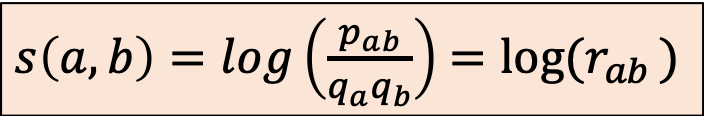 s(a, b) = log(p_ab / q_a q_b) = log(r_ab)